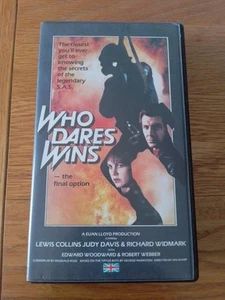 The closest
you'll ever
get to
knowing
the secrets
of the
legendary
S.A.S.
WHO
DARES
WINS
— the
final option
A EUAN LLOYD PRODUCTION
LEWIS COLLINS JUDY DAVIS & RICHARD WIDMARK
EDWARD WOODWARD & ROBERT WEBBER